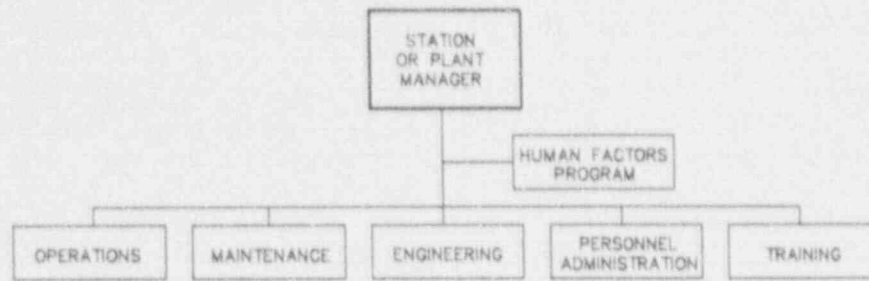 STATION
OR PLANT
MANAGER
HUMAN FACTORS
PROGRAM
OPERATIONS
MAINTENANCE
ENGINEERING
PERSONNEL
ADMINISTRATION
TRAINING